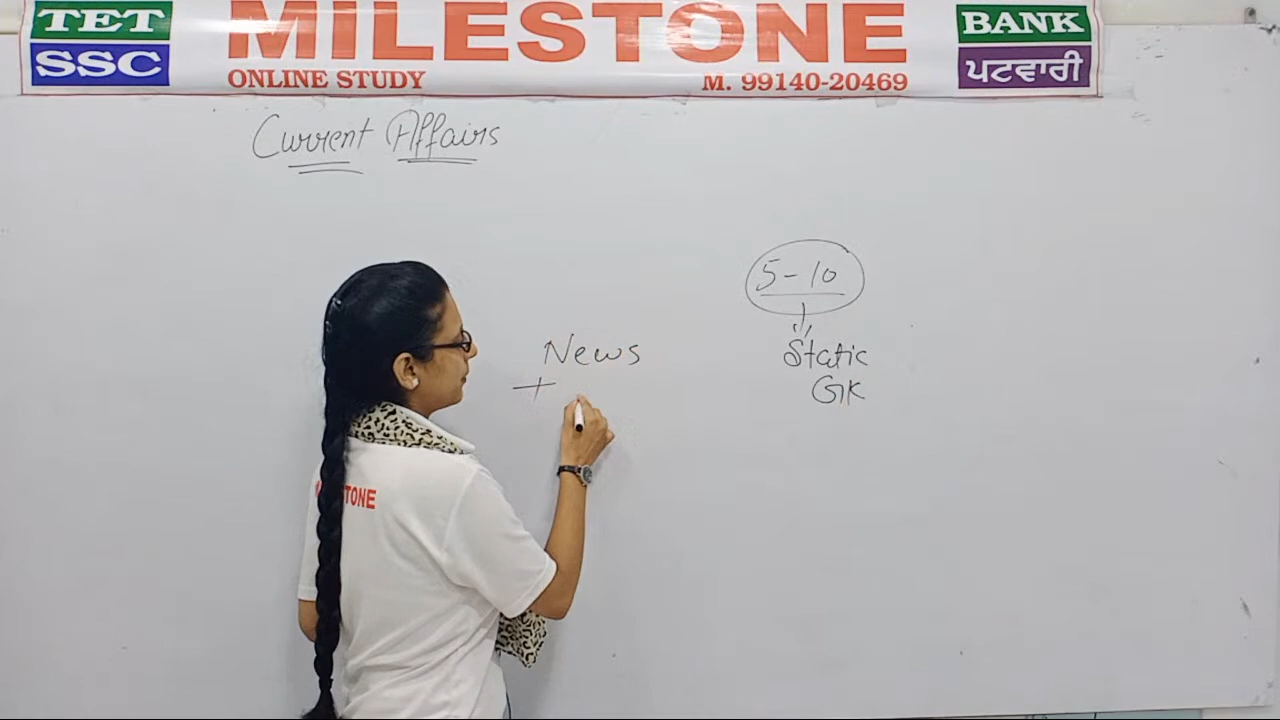 TET
SSC
MILESTONE
ONLINE STUDY
M. 99140-20469
BANK
ਪਟਵਾਰੀ
Current Affairs
5-10
News
+
Static
GK
TONE